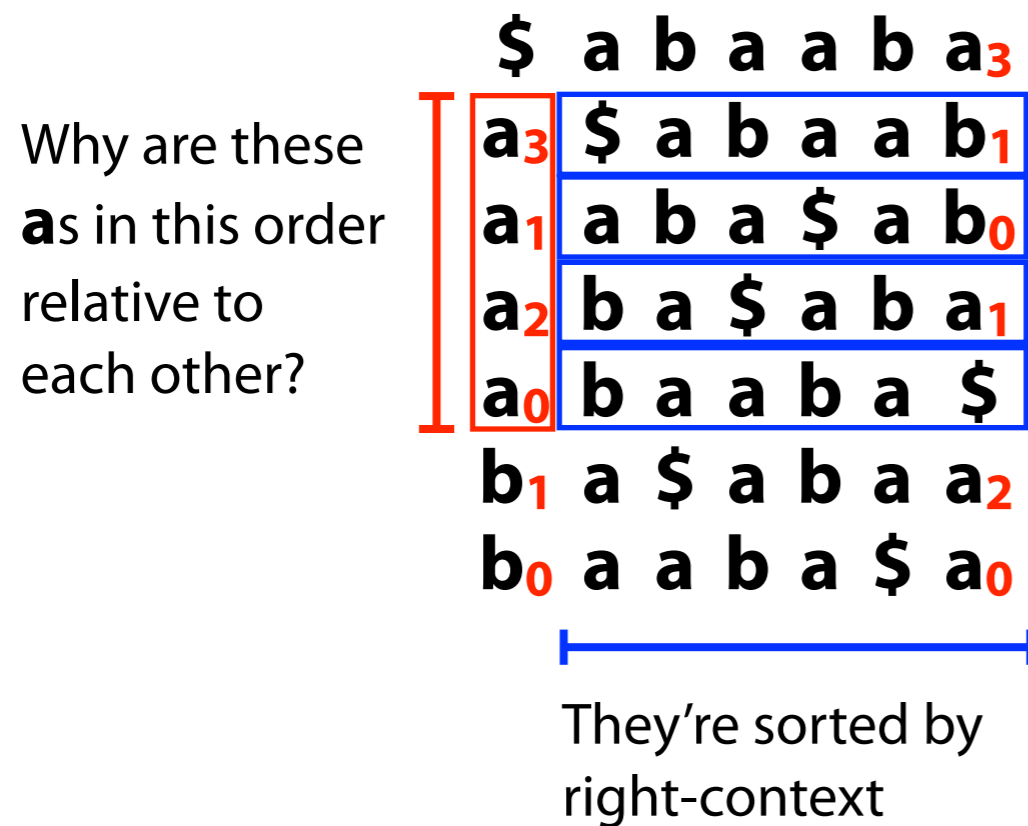 $ a b a a b a3
a3 $ a b a a b1
a1 a b a $ a b0
a2 b a $ a b a1
a0 b a a b a $
b1 a $ a b a a2
b0 a a b a $ a0
Why are these
as in this order
relative to
each other?
They’re sorted by
right-context